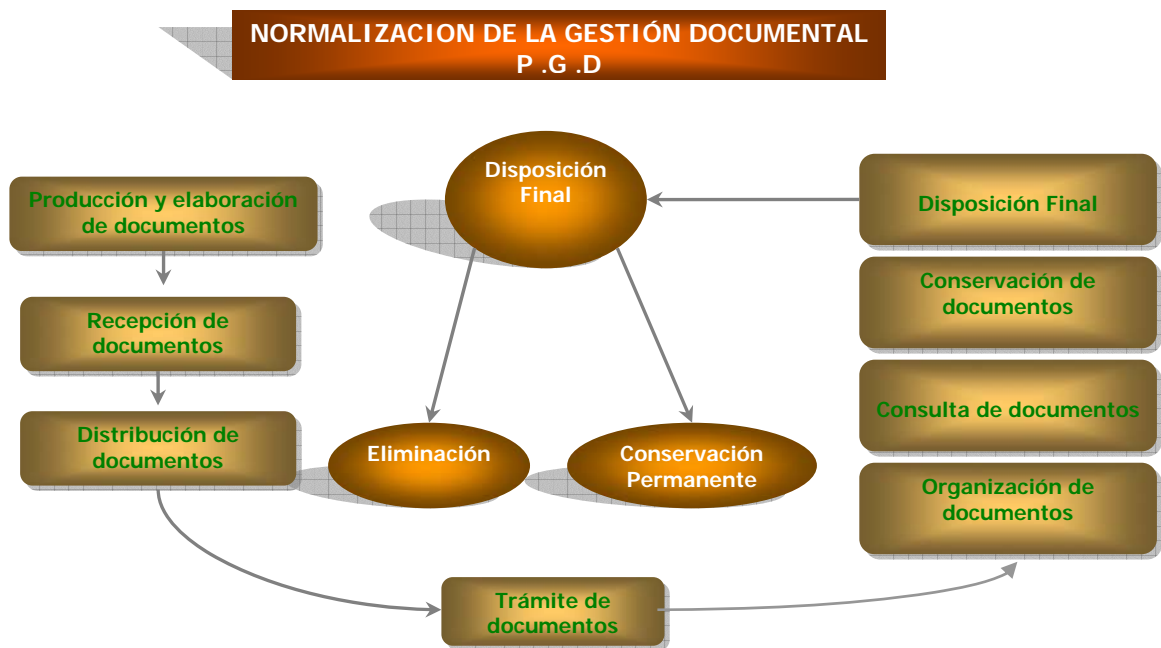 NORMALIZACION DE LA GESTIÓN DOCUMENTAL
P .G .D
Producción y elaboración
de documentos
Recepción de
documentos
Distribución de
documentos
Trámite de
documentos
Organización de
documentos
Consulta de documentos
Conservación de
documentos
Disposición Final
Disposición
Final
Eliminación
Conservación
Permanente